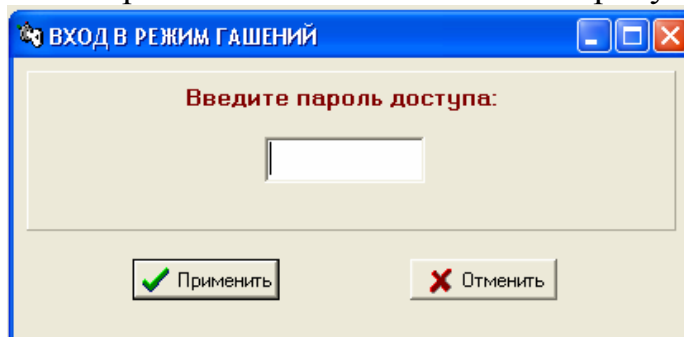 ВХОД В РЕЖИМ ГАШЕНИЙ
Введите пароль доступа:
Применить
Отменить